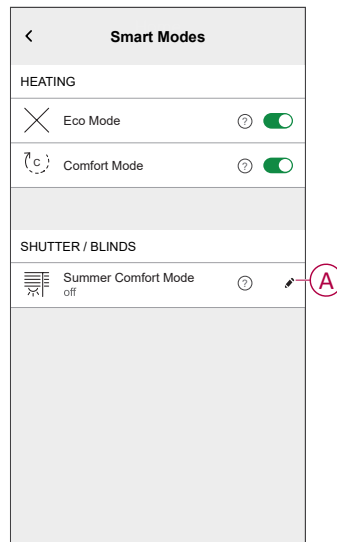 Smart Modes
HEATING
Eco Mode ?
C Comfort Mode ?
SHUTTER / BLINDS
Summer Comfort Mode ?
off
A